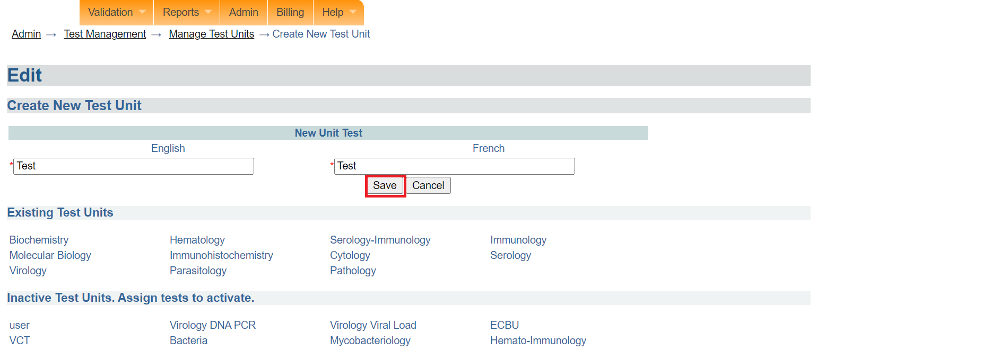 Validation Reports Admin Billing Help
Admin → Test Management → Manage Test Units → Create New Test Unit
Edit
Create New Test Unit
New Unit Test
English French
*Test *Test
Save Cancel
Existing Test Units
Biochemistry Hematology Serology-Immunology Immunology
Molecular Biology Immunohistochemistry Cytology Serology
Virology Parasitology Pathology
Inactive Test Units. Assign tests to activate.
user Virology DNA PCR Virology Viral Load ECBU
VCT Bacteria Mycobacteriology Hemato-Immunology